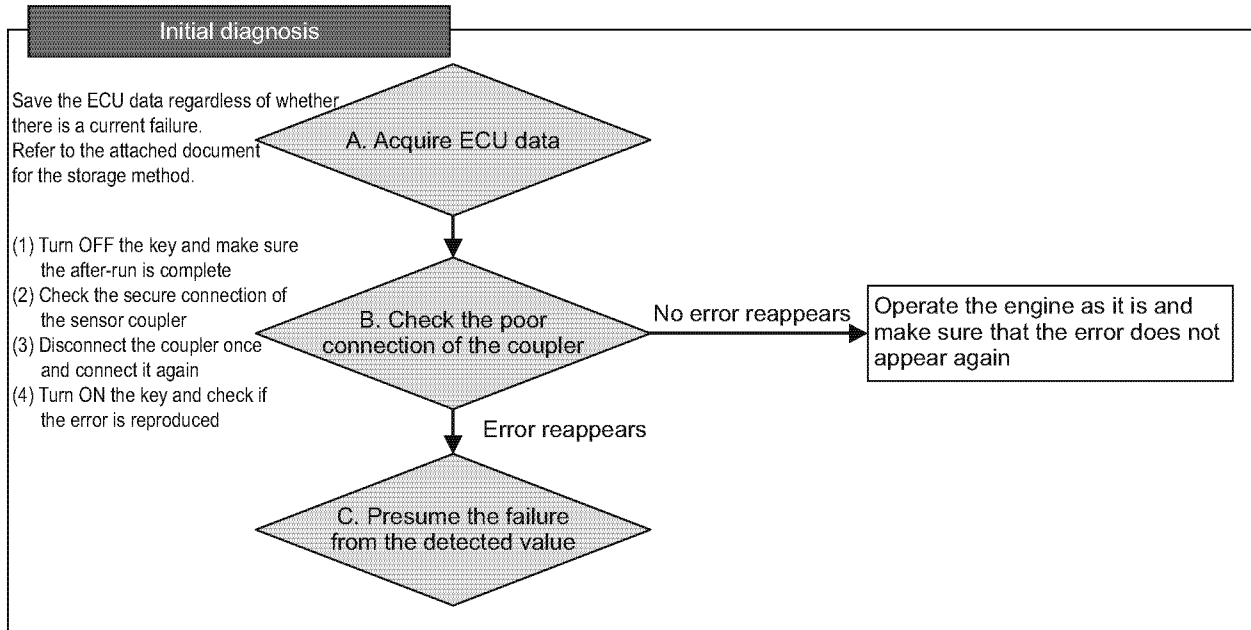 Initial diagnosis
Save the ECU data regardless of whether
there is a current failure.
Refer to the attached document
for the storage method.
A. Acquire ECU data
(1) Turn OFF the key and make sure
the after-run is complete
(2) Check the secure connection of
the sensor coupler
(3) Disconnect the coupler once
and connect it again
(4) Turn ON the key and check if
the error is reproduced
B. Check the poor
connection of the coupler
No error reappears
Operate the engine as it is and
make sure that the error does not
appear again
Error reappears
C. Presume the failure
from the detected value